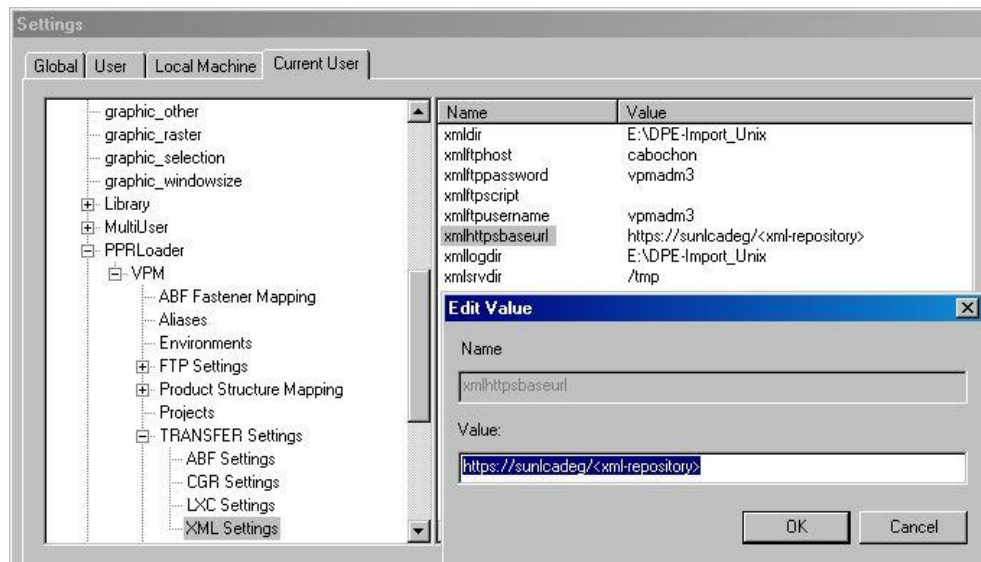 Settings
Global User Local Machine Current User
graphic_other
graphic_raster
graphic_selection
graphic_windowsize
Library
MultiUser
PPRLoader
VPM
ABF Fastener Mapping
Aliases
Environments
FTP Settings
Product Structure Mapping
Projects
TRANSFER Settings
ABF Settings
CGR Settings
LXC Settings
XML Settings
Name Value
xmldir E:\DPE-Import_Unix
xmlftphost cabochon
xmlftppassword vpmadm3
xmlftpscript
xmlftpusername vpmadm3
xmlhttpsbaseurl https://sunlcadeg/<xml-repository>
xmllogdir E:\DPE-Import_Unix
xmlsrvdir /tmp
Edit Value
Name
xmlhttpsbaseurl
Value:
https://sunlcadeg/<xml-repository>
OK Cancel